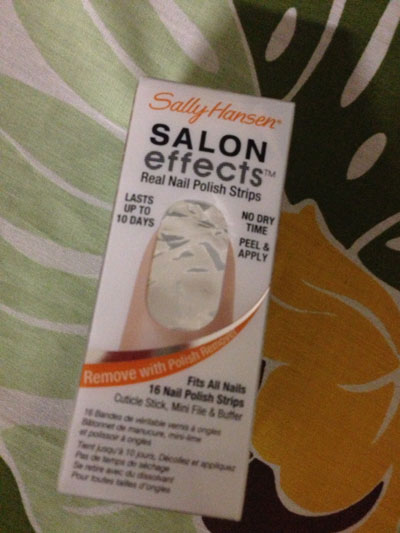 Sally Hansen®
SALON
effects™
Real Nail Polish Strips
LASTS
UP TO
10 DAYS
NO DRY
TIME
PEEL &
APPLY
Remove with Polish Remover
Fits All Nails
16 Nail Polish Strips
Cuticle Stick, Mini File & Buffer
16 Bandes de véritable vernis à ongles
Bâtonnet de manucure, mini-lime
et polissoir à ongles
Tient jusqu'à 10 jours, Décollez et appliquez
Pas de temps de séchage
Se retire avec du dissolvant
Pour toutes tailles d'ongles